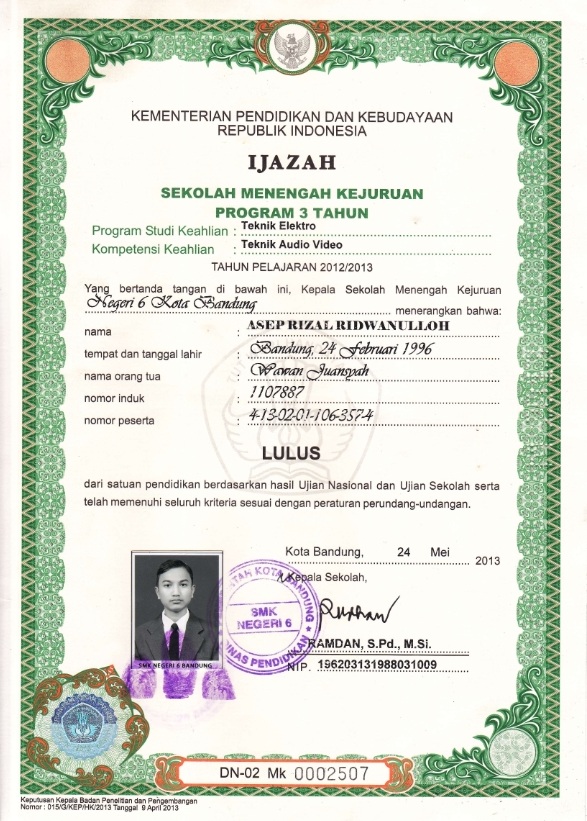 KEMENTERIAN PENDIDIKAN DAN KEBUDAYAAN
REPUBLIK INDONESIA
IJAZAH
SEKOLAH MENENGAH KEJURUAN
PROGRAM 3 TAHUN
Program Studi Keahlian : Teknik Elektro
Kompetensi Keahlian : Teknik Audio Video
TAHUN PELAJARAN 2012/2013
Yang bertanda tangan di bawah ini, Kepala Sekolah Menengah Kejuruan
Negeri 6 Kota Bandung menerangkan bahwa:
nama : ASEP RIZAL RIDWANULLOH
tempat dan tanggal lahir : Bandung, 24 Februari 1996
nama orang tua : Wawan Juansyah
nomor induk : 1107887
nomor peserta : 4-13-02-01-106-357-4
LULUS
dari satuan pendidikan berdasarkan hasil Ujian Nasional dan Ujian Sekolah serta
telah memenuhi seluruh kriteria sesuai dengan peraturan perundang-undangan.
Kota Bandung, 24 Mei 2013
Kepala Sekolah,
KOTA BANDUNG
SMK
NEGERI 6
DINAS PENDIDIKAN
RAMDAN, S.Pd., M.Si.
NIP. 196203131988031009
SMK NEGERI 6 BANDUNG
DN-02 Mk 0002507
Keputusan Kepala Badan Penelitian dan Pengembangan
Nomor : 015/G/KEP/HK/2013 Tanggal 9 April 2013